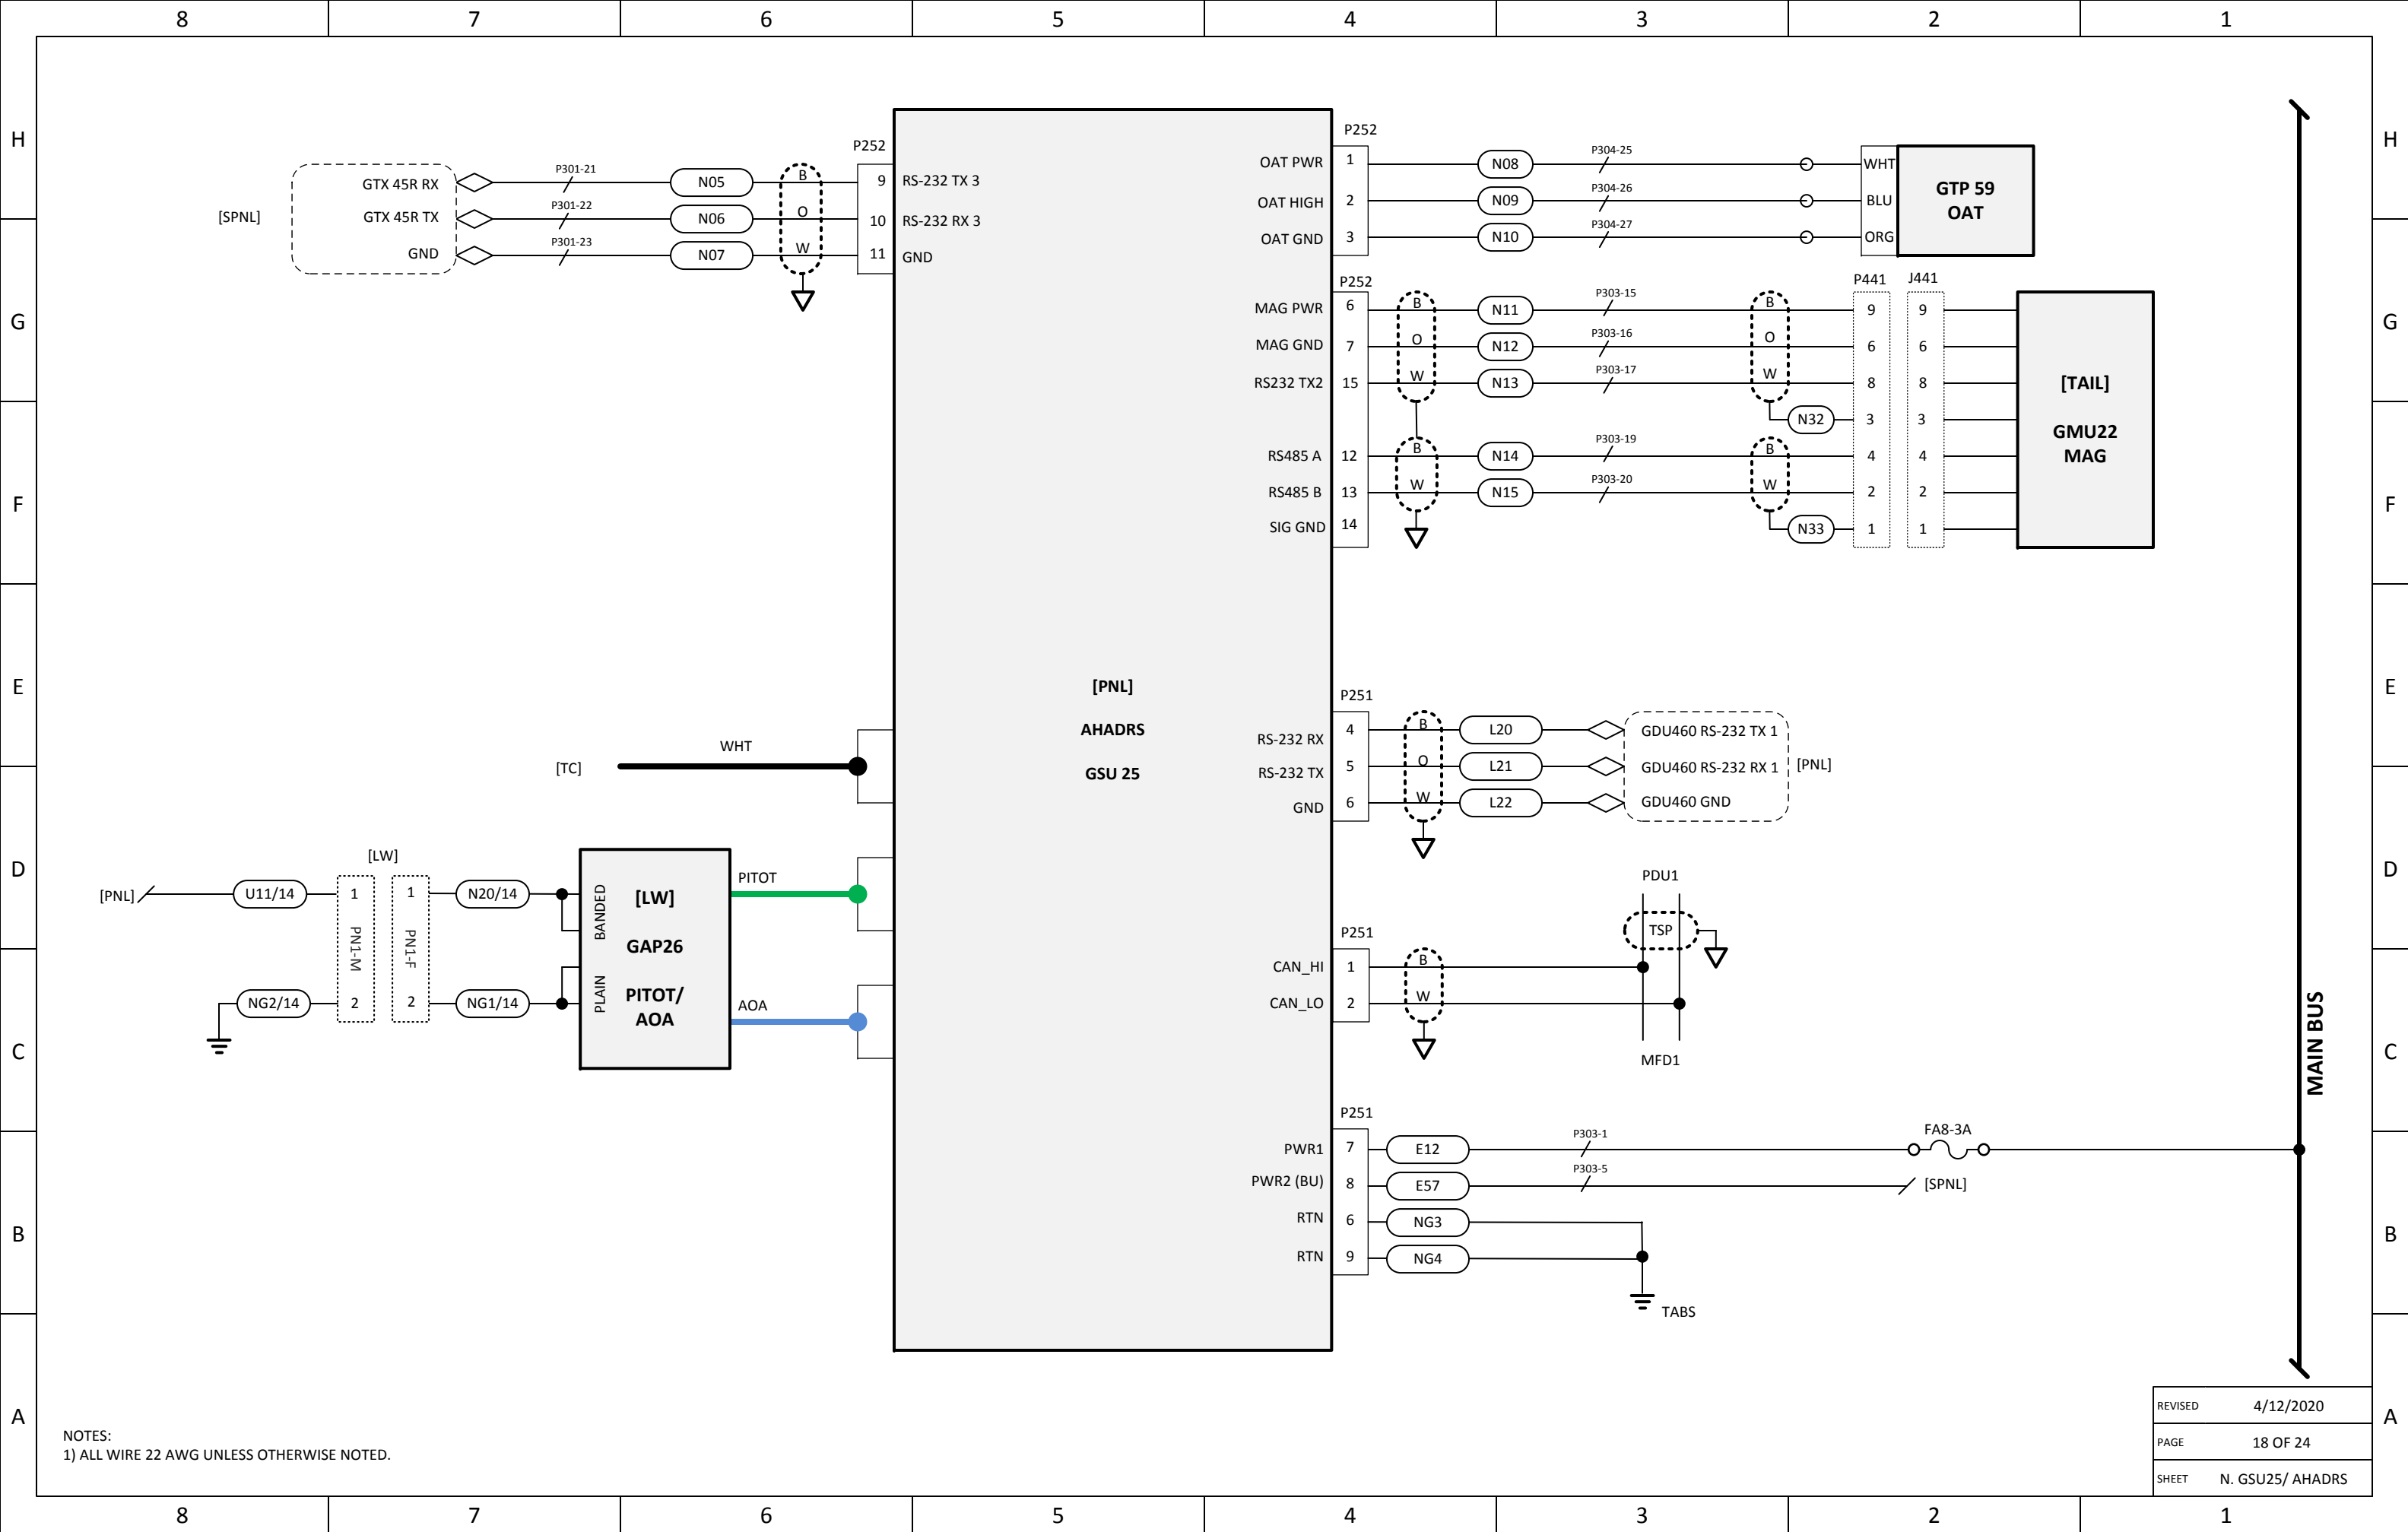 8 7 6 5 4 3 2 1
H H
G G
F F
E E
D D
C C
B B
A A
[SPNL]
GTX 45R RX
GTX 45R TX
GND
P301-21
P301-22
P301-23
N05
N06
N07
B
O
W
P252
9 RS-232 TX 3
10 RS-232 RX 3
11 GND
[TC]
WHT
[PNL]
U11/14
NG2/14
[LW]
1
PN1-M
2
1
PN1-F
2
N20/14
NG1/14
BANDED
PLAIN
[LW]
GAP26
PITOT/
AOA
PITOT
AOA
[PNL]
AHADRS
GSU 25
P252
OAT PWR 1 N08 P304-25 WHT
OAT HIGH 2 N09 P304-26 BLU
OAT GND 3 N10 P304-27 ORG
GTP 59
OAT
P252
P441 J441
MAG PWR 6 B N11 P303-15 B 9 9
MAG GND 7 O N12 P303-16 O 6 6
RS232 TX2 15 W N13 P303-17 W 8 8
N32 3 3
RS485 A 12 B N14 P303-19 B 4 4
RS485 B 13 W N15 P303-20 W 2 2
SIG GND 14 N33 1 1
[TAIL]
GMU22
MAG
P251
RS-232 RX 4 B L20 GDU460 RS-232 TX 1
RS-232 TX 5 O L21 GDU460 RS-232 RX 1 [PNL]
GND 6 W L22 GDU460 GND
PDU1
TSP
P251
CAN_HI 1 B
CAN_LO 2 W
MFD1
P251
PWR1 7 E12 P303-1 FA8-3A
PWR2 (BU) 8 E57 P303-5 [SPNL]
RTN 6 NG3
RTN 9 NG4
TABS
MAIN BUS
NOTES:
1) ALL WIRE 22 AWG UNLESS OTHERWISE NOTED.
REVISED 4/12/2020
PAGE 18 OF 24
SHEET N. GSU25/ AHADRS
8 7 6 5 4 3 2 1